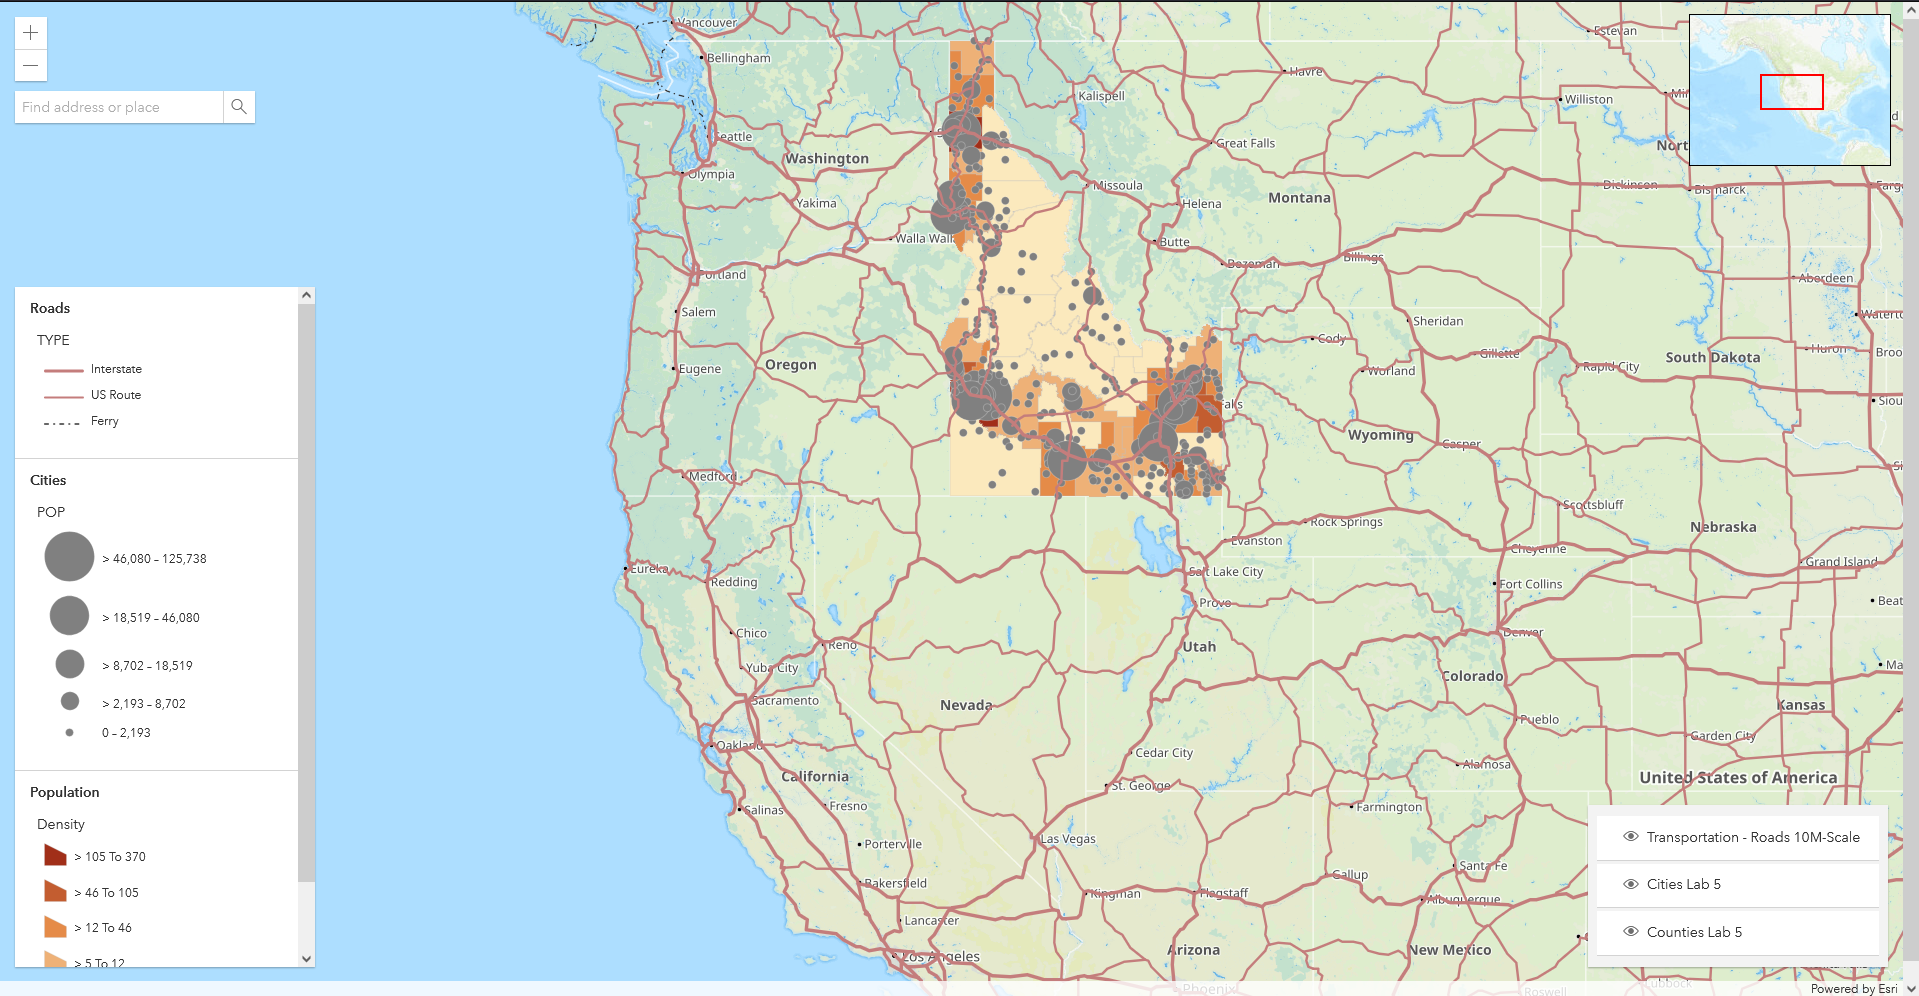 Find address or place
Roads
TYPE
Interstate
US Route
Ferry
Cities
POP
> 46,080 – 125,738
> 18,519 – 46,080
> 8,702 – 18,519
> 2,193 – 8,702
0 – 2,193
Population
Density
> 105 To 370
> 46 To 105
> 12 To 46
> 5 To 12
Vancouver
Bellingham
Seattle
Olympia
Washington
Yakima
Walla Wall
Portland
Salem
Eugene
Oregon
Medford
Eureka
Redding
Chico
Yuba City
Reno
Sacramento
Oakland
California
Salinas
Fresno
Porterville
Bakersfield
Lancaster
Los Angeles
Nevada
Las Vegas
Kalispell
Missoula
Havre
Great Falls
Helena
Montana
Butte
Bozeman
Billings
Estevan
Williston
Dickinson
Bismarck
Farg
Nort
Aberdeen
Sheridan
Cody
Gillette
Worland
Rapid City
South Dakota
Huron
Broo
Waterto
Sioux
Falls
Wyoming
Casper
Scottsbluff
Nebraska
Rock Springs
Evanston
Cheyenne
Grand Island
Salt Lake City
Fort Collins
Provo
Beat
Denver
Utah
Colorado
Pueblo
Kansas
Garden City
Cedar City
Alamosa
St. George
Farmington
United States of America
Santa Fe
Gallup
Kingman
Flagstaff
Albuquerque
Arizona
New Mexico
Phoenix
Roswell
Lubbock
Transportation - Roads 10M-Scale
Cities Lab 5
Counties Lab 5
Powered by Esri